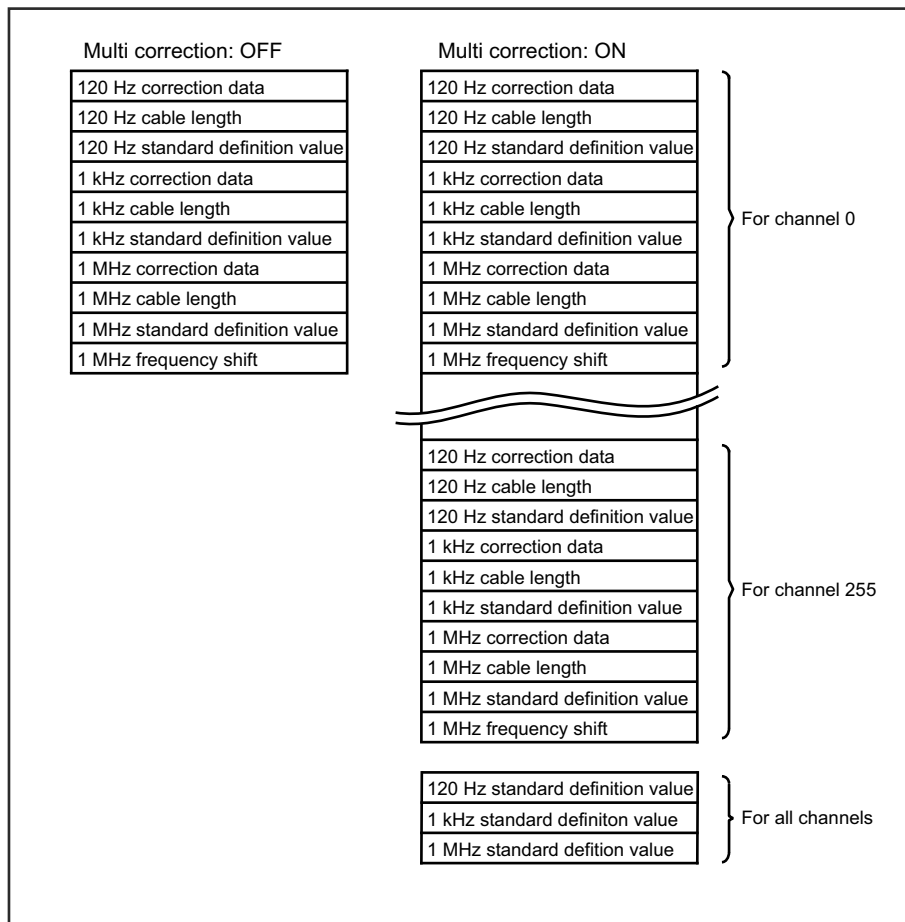 Multi correction: OFF
120 Hz correction data
120 Hz cable length
120 Hz standard definition value
1 kHz correction data
1 kHz cable length
1 kHz standard definition value
1 MHz correction data
1 MHz cable length
1 MHz standard definition value
1 MHz frequency shift
Multi correction: ON
120 Hz correction data
120 Hz cable length
120 Hz standard definition value
1 kHz correction data
1 kHz cable length
1 kHz standard definition value
1 MHz correction data
1 MHz cable length
1 MHz standard definition value
1 MHz frequency shift
For channel 0
120 Hz correction data
120 Hz cable length
120 Hz standard definition value
1 kHz correction data
1 kHz cable length
1 kHz standard definition value
1 MHz correction data
1 MHz cable length
1 MHz standard definition value
1 MHz frequency shift
For channel 255
120 Hz standard definition value
1 kHz standard definiton value
1 MHz standard defition value
For all channels